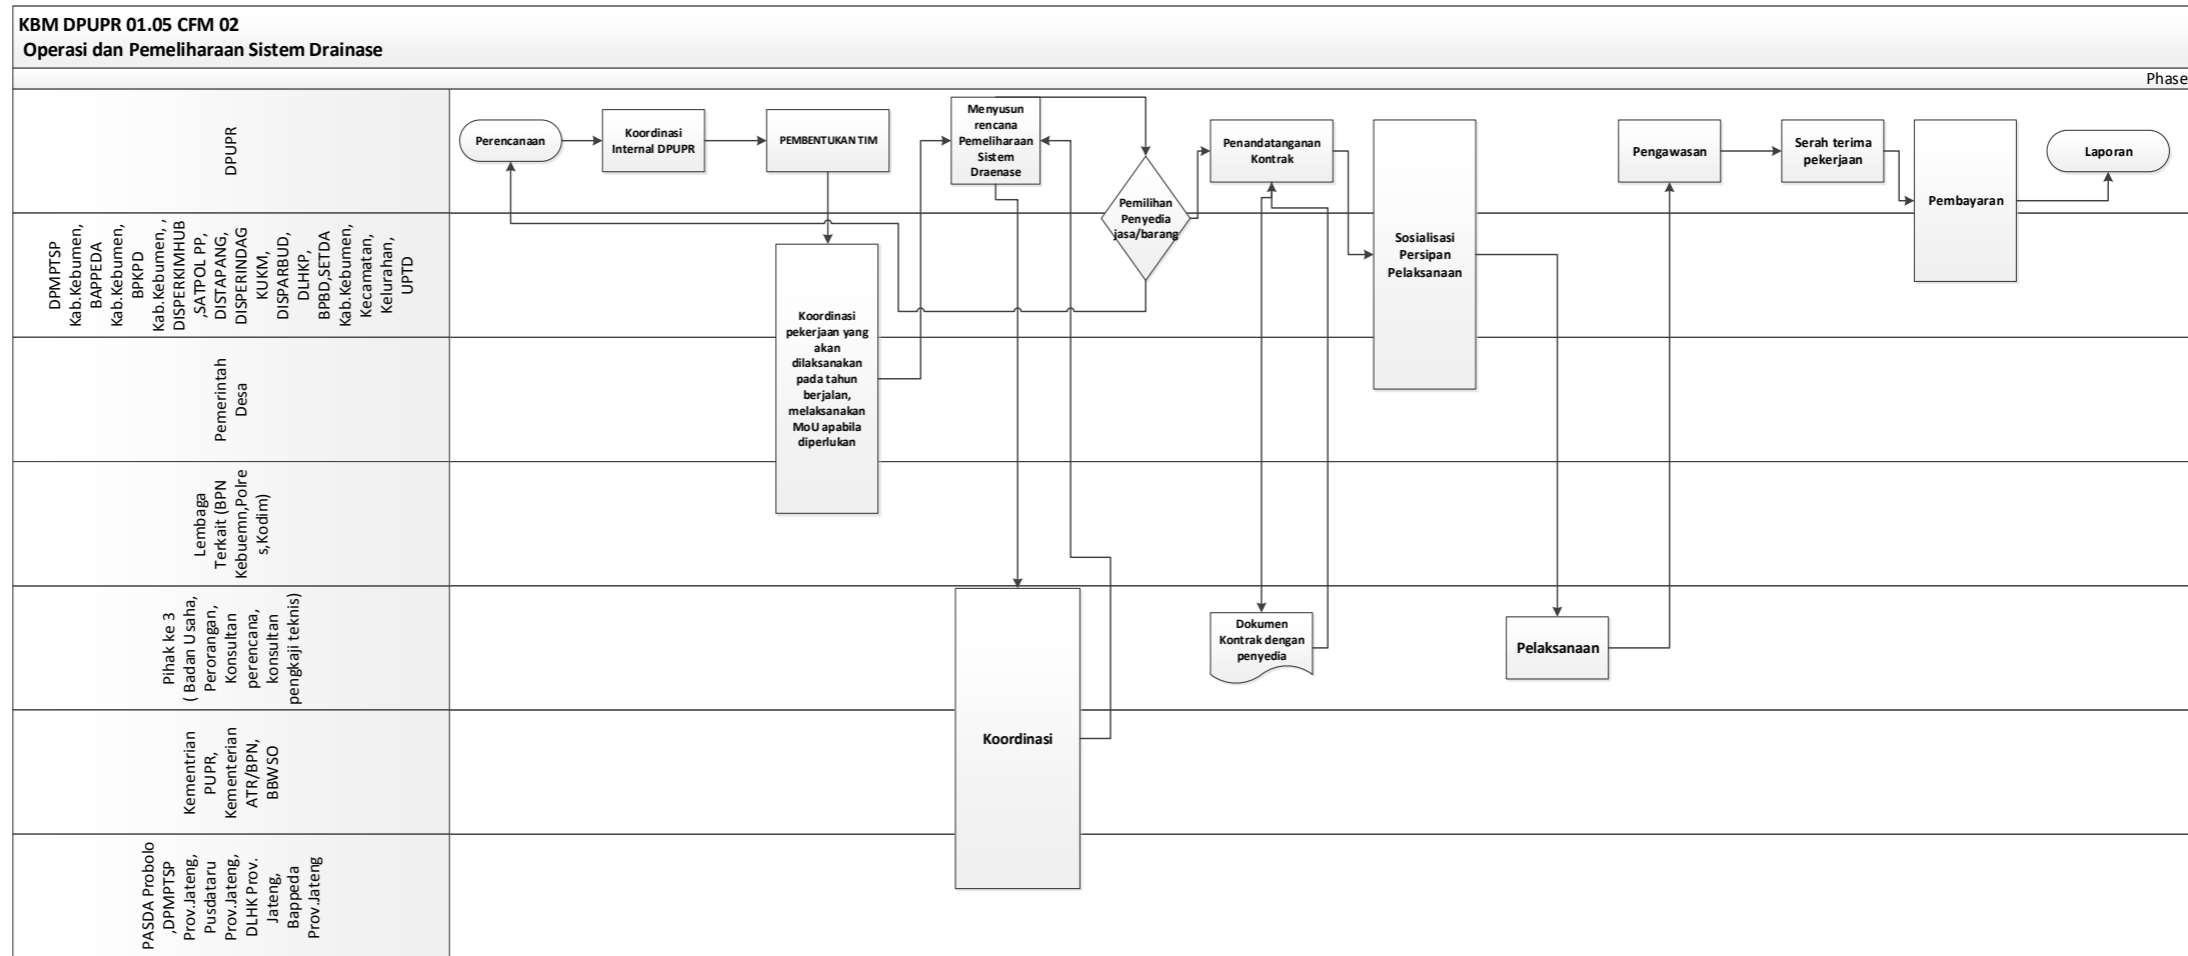 KBM DPUPR 01.05 CFM 02
Operasi dan Pemeliharaan Sistem Drainase
Phase
DPUPR
Perencanaan
Koordinasi
Internal DPUPR
PEMBENTUKAN TIM
Menyusun
rencana
Pemeliharaan
Sistem
Draenase
Pemilihan
Penyedia
jasa/barang
Penandatanganan
Kontrak
Sosialisasi
Persipan
Pelaksanaan
Pengawasan
Serah terima
pekerjaan
Pembayaran
Laporan
DPMPTSP
Kab.Kebumen,
BAPPEDA
Kab.Kebumen,
BPKPD
Kab.Kebumen, ,
DISPERKIMHUB
,SATPOL PP,
DISTAPANG,
DISPERINDAG
KUKM,
DISPARBUD,
DLHKP,
BPBD,SETDA
Kab.Kebumen,
Kecamatan,
Kelurahan,
UPTD
Koordinasi
pekerjaan yang
akan
dilaksanakan
pada tahun
berjalan,
melaksanakan
MoU apabila
diperlukan
Pemerintah
Desa
Lembaga
Terkait (BPN
Kebuemn,Polre
s,Kodim)
Pihak ke 3
( Badan Usaha,
Perorangan,
Konsultan
perencana,
konsultan
pengkaji teknis)
Dokumen
Kontrak dengan
penyedia
Pelaksanaan
Koordinasi
Kementrian
PUPR,
Kementerian
ATR/BPN,
BBWSO
PASDA Probolo
,DPMPTSP
Prov.Jateng,
Pusdataru
Prov.Jateng,
DLHK Prov.
Jateng,
Bappeda
Prov.Jateng